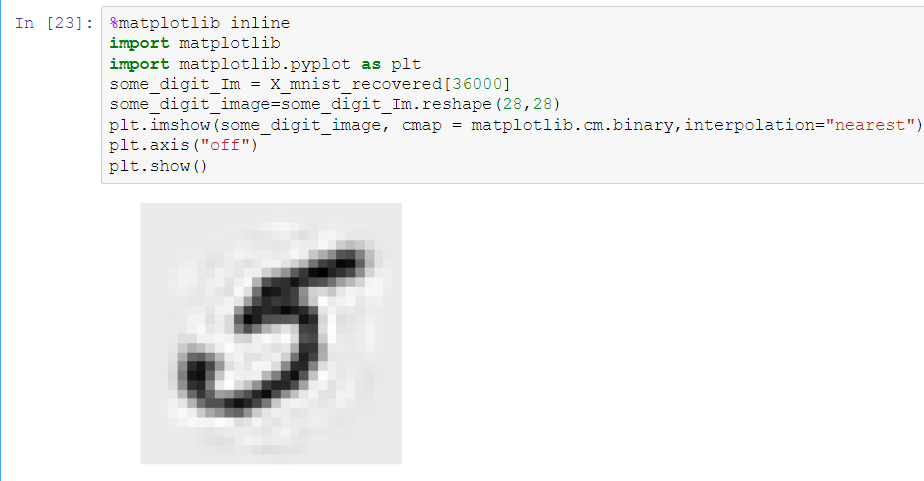 In [23]: %matplotlib inline
import matplotlib
import matplotlib.pyplot as plt
some_digit_Im = X_mnist_recovered[36000]
some_digit_image=some_digit_Im.reshape(28,28)
plt.imshow(some_digit_image, cmap = matplotlib.cm.binary,interpolation="nearest")
plt.axis("off")
plt.show()
5